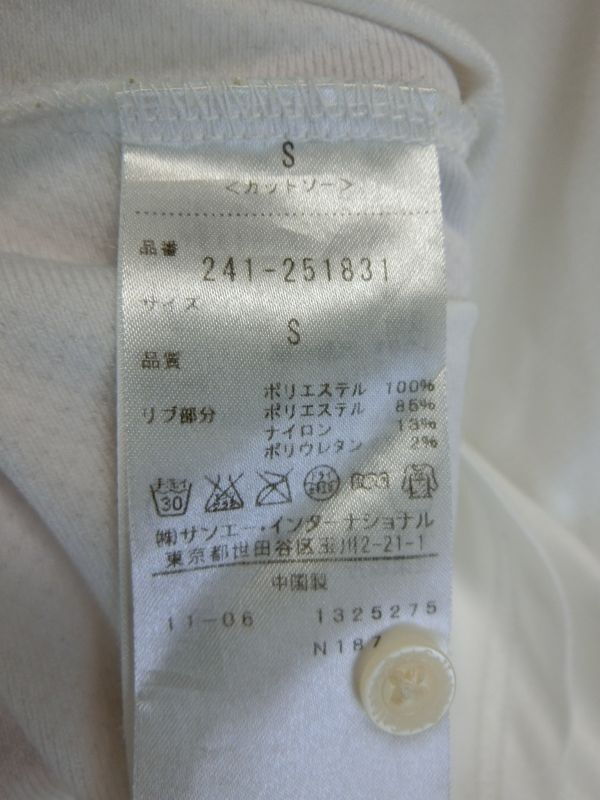 S
<カットソー>
品番
241-251831
サイズ
S
品質
ポリエステル 100%
リブ部分 ポリエステル 85%
ナイロン 13%
ポリウレタン 2%
30
(株)サンエー・インターナショナル
東京都世田谷区玉川2-21-1
中国製
11-06 1325275
N187